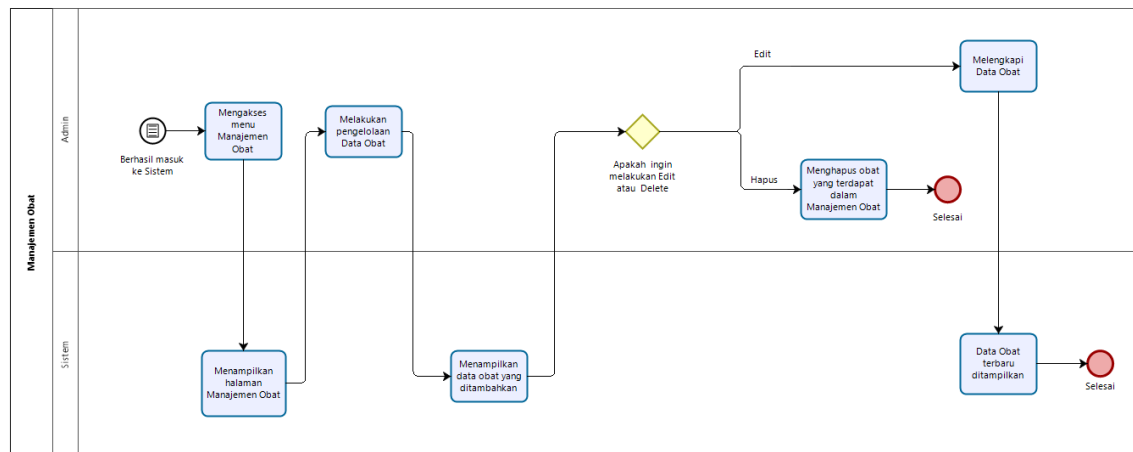 Manajemen Obat
Admin
Berhasil masuk
ke Sistem
Mengakses
menu
Manajemen
Obat
Melakukan
pengelolaan
Data Obat
Apakah ingin
melakukan Edit
atau Delete
Edit
Hapus
Melengkapi
Data Obat
Menghapus obat
yang terdapat
dalam
Manajemen Obat
Selesai
Sistem
Menampilkan
halaman
Manajemen Obat
Menampilkan
data obat yang
ditambahkan
Data Obat
terbaru
ditampilkan
Selesai